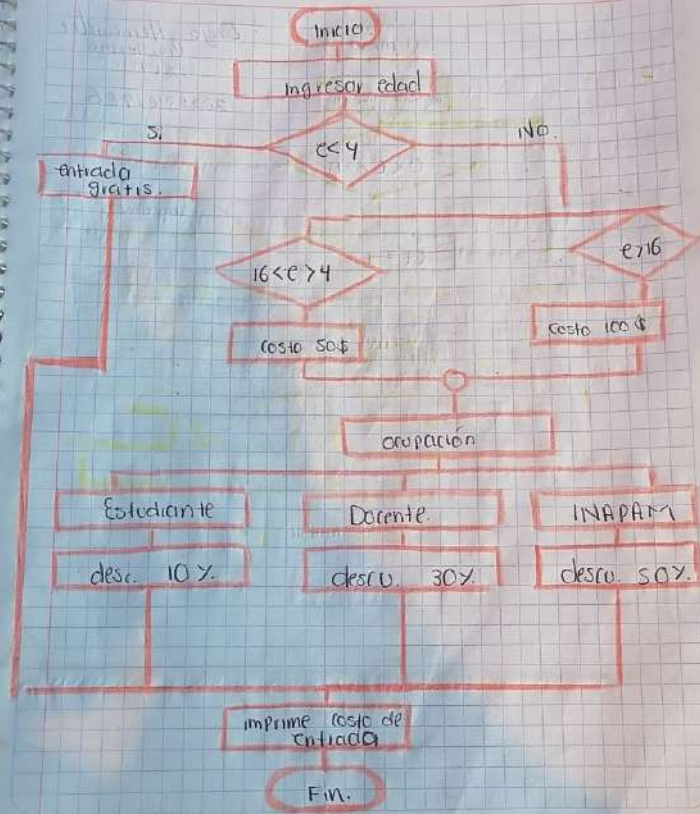 Inicio
ingresar edad
Si
e<4
NO.
entrada
gratis.
16<e>4
e>16
costo 50$
costo 100$
ocupación
Estudiante
Docente.
INAPAM
desc. 10%
descu. 30%.
descu. 50%.
imprime costo de
entrada
Fin.